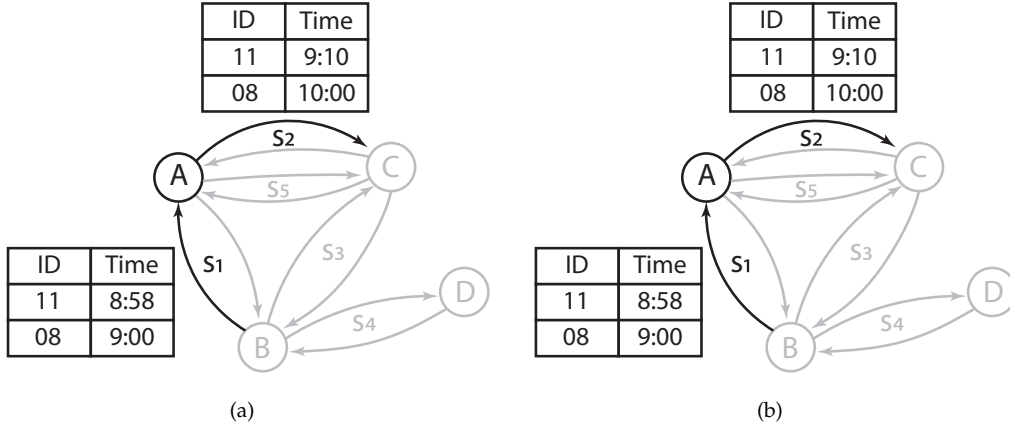 ID Time
11 9:10
08 10:00
S2
A
C
S5
S1
S3
ID Time
11 8:58
08 9:00
D
S4
B
(a)
ID Time
11 9:10
08 10:00
S2
A
C
S5
S1
S3
ID Time
11 8:58
08 9:00
D
S4
B
(b)